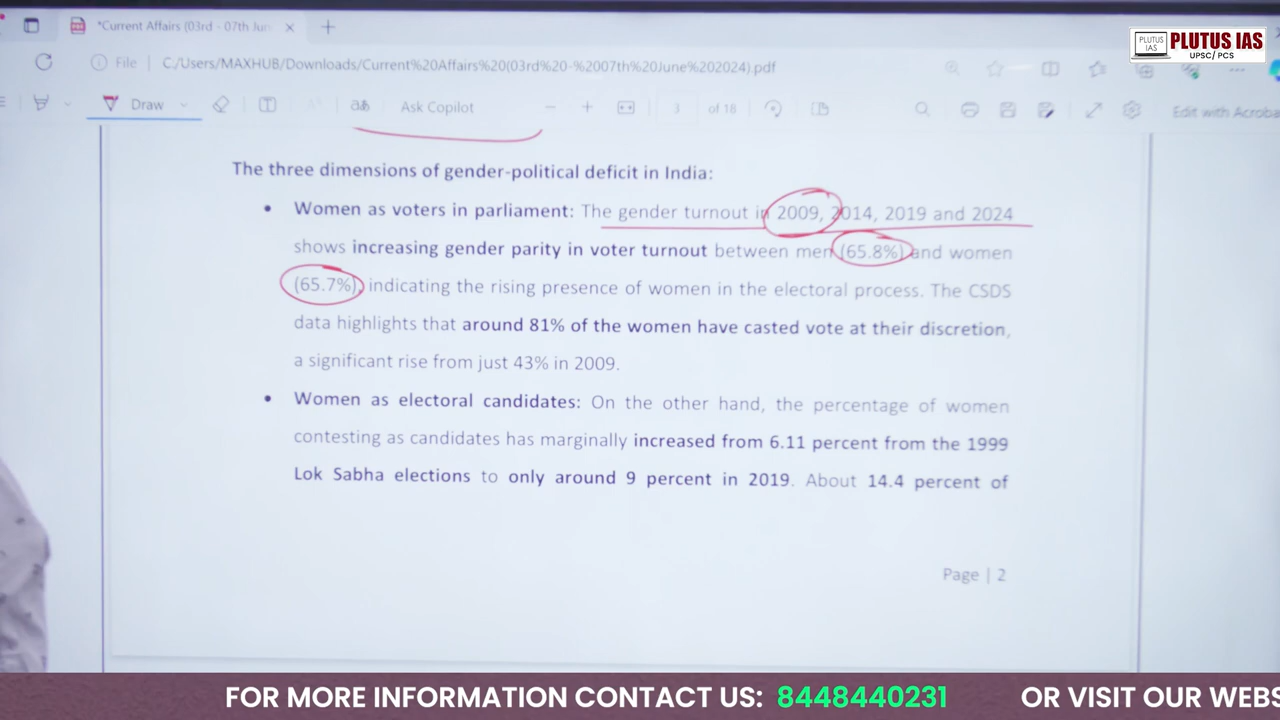 *Current Affairs (03rd - 07th Jun
PLUTUS IAS
PLUTUS IAS
UPSC/ PCS
File | C:/Users/MAXHUB/Downloads/Current%20 %20-%2007th%20June%202024).pdf
Draw
Ask Copilot
3 of 18
Edit with Acroba
The three dimensions of gender-political deficit in India:
• Women as voters in parliament: The gender turnout in 2009, 2014, 2019 and 2024
shows increasing gender parity in voter turnout between men (65.8%) and women
(65.7%) indicating the rising presence of women in the electoral process. The CSDS
data highlights that around 81% of the women have casted vote at their discretion,
a significant rise from just 43% in 2009.
• Women as electoral candidates: On the other hand, the percentage of women
contesting as candidates has marginally increased from 6.11 percent from the 1999
Lok Sabha elections to only around 9 percent in 2019. About 14.4 percent of
Page | 2
FOR MORE INFORMATION CONTACT US: 8448440231 OR VISIT OUR WEBS